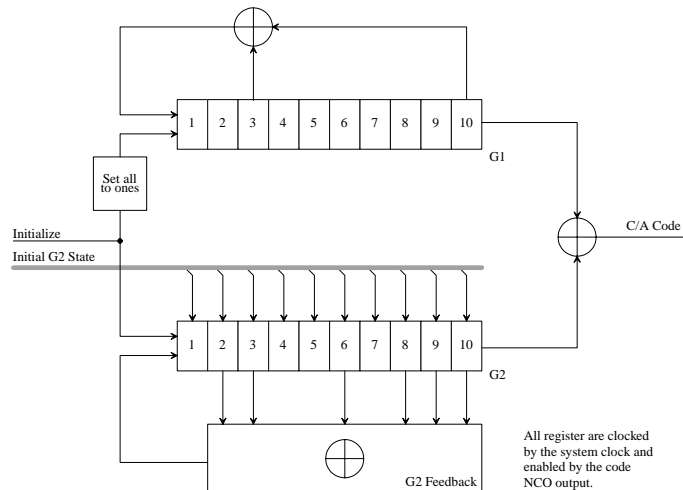 1 2 3 4 5 6 7 8 9 10
G1
Set all
to ones
Initialize
C/A Code
Initial G2 State
1 2 3 4 5 6 7 8 9 10
G2
All register are clocked
by the system clock and
enabled by the code
NCO output.
G2 Feedback